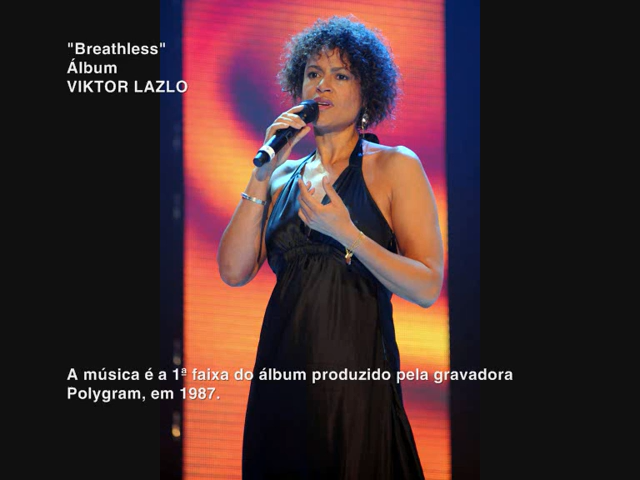 "Breathless"
Álbum
VIKTOR LAZLO
A música é a 1ª faixa do álbum produzido pela gravadora
Polygram, em 1987.